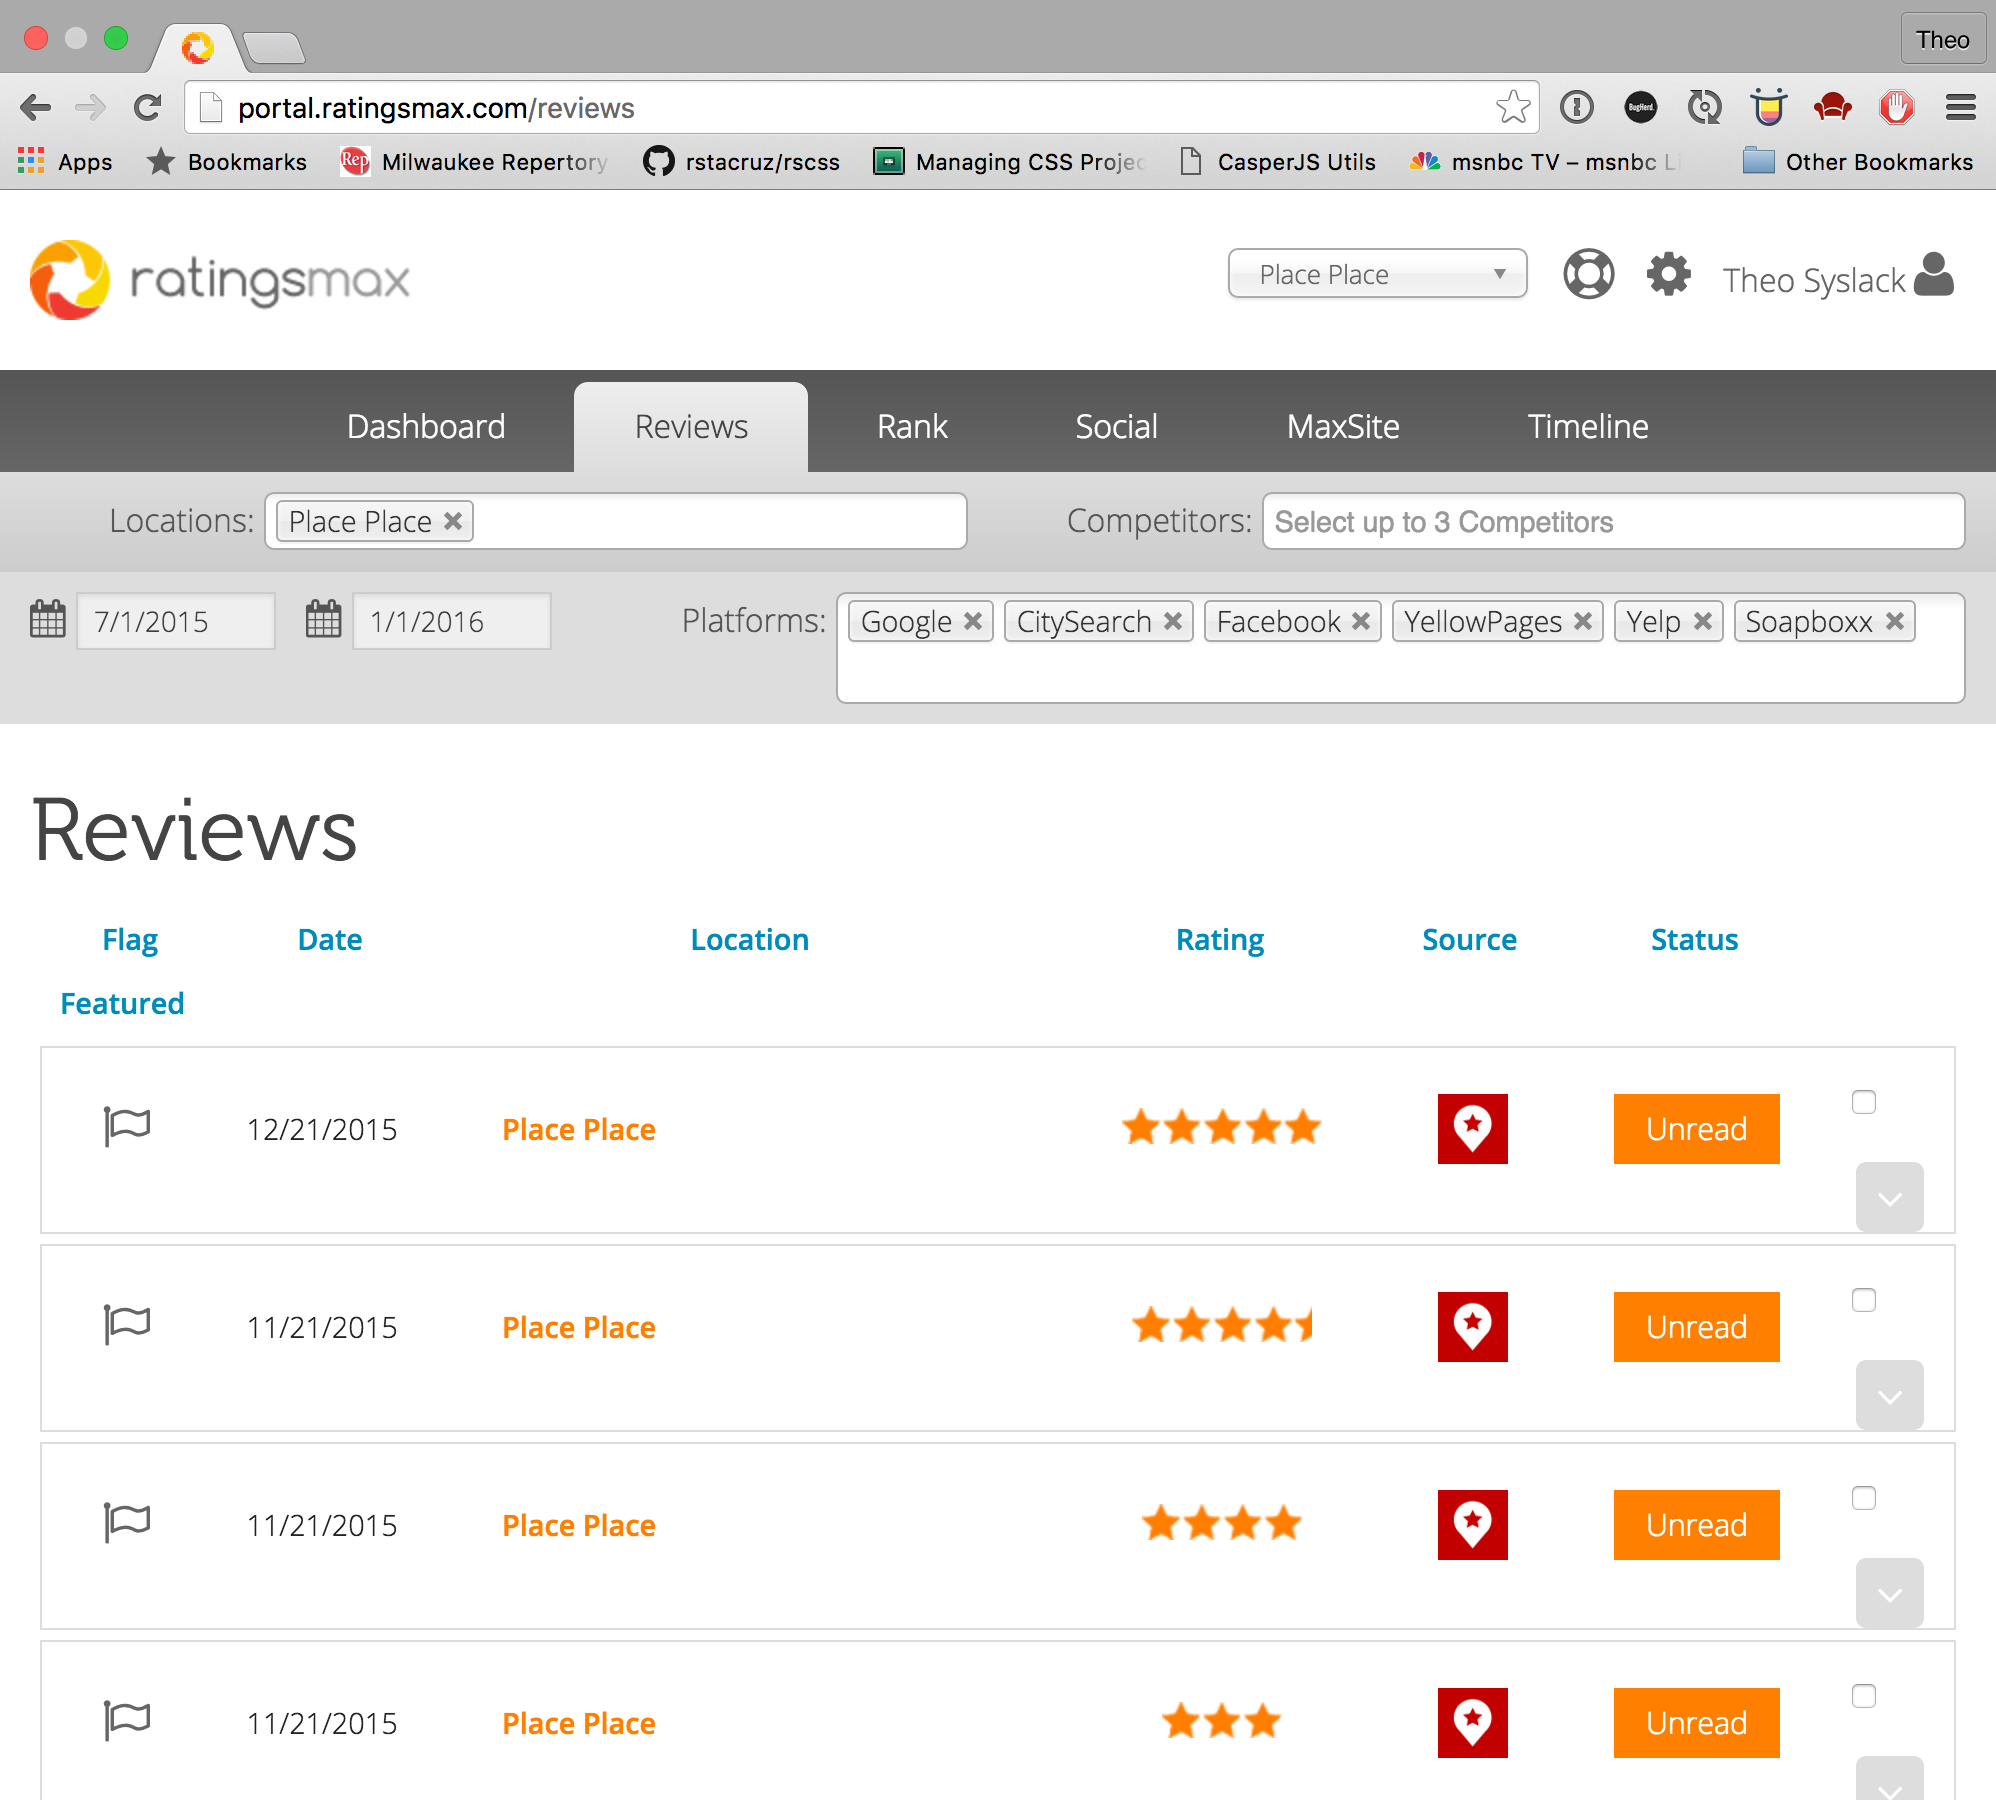 Theo
portal.ratingsmax.com/reviews
BugHerd
Apps Bookmarks Rep Milwaukee Repertory rstacruz/rscss Managing CSS Projec CasperJS Utils msnbc TV – msnbc Li Other Bookmarks
ratingsmax
Place Place Theo Syslack
Dashboard Reviews Rank Social MaxSite Timeline
Locations: Place Place Competitors: Select up to 3 Competitors
7/1/2015 1/1/2016 Platforms: Google CitySearch Facebook YellowPages Yelp Soapboxx
Reviews
Flag Date Location Rating Source Status
Featured
12/21/2015 Place Place Unread
11/21/2015 Place Place Unread
11/21/2015 Place Place Unread
11/21/2015 Place Place Unread